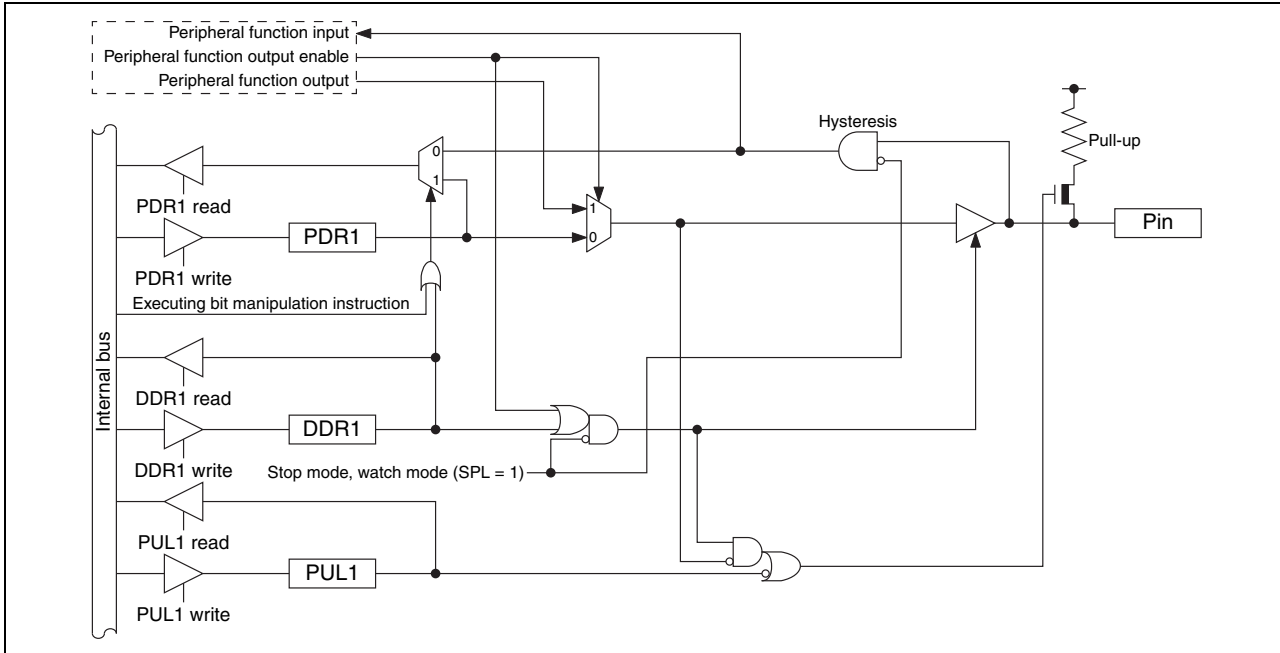 Peripheral function input
Peripheral function output enable
Peripheral function output
Hysteresis
Pull-up
0
1
PDR1 read
1
PDR1
0
Pin
PDR1 write
Executing bit manipulation instruction
Internal bus
DDR1 read
DDR1
DDR1 write
Stop mode, watch mode (SPL = 1)
PUL1 read
PUL1
PUL1 write